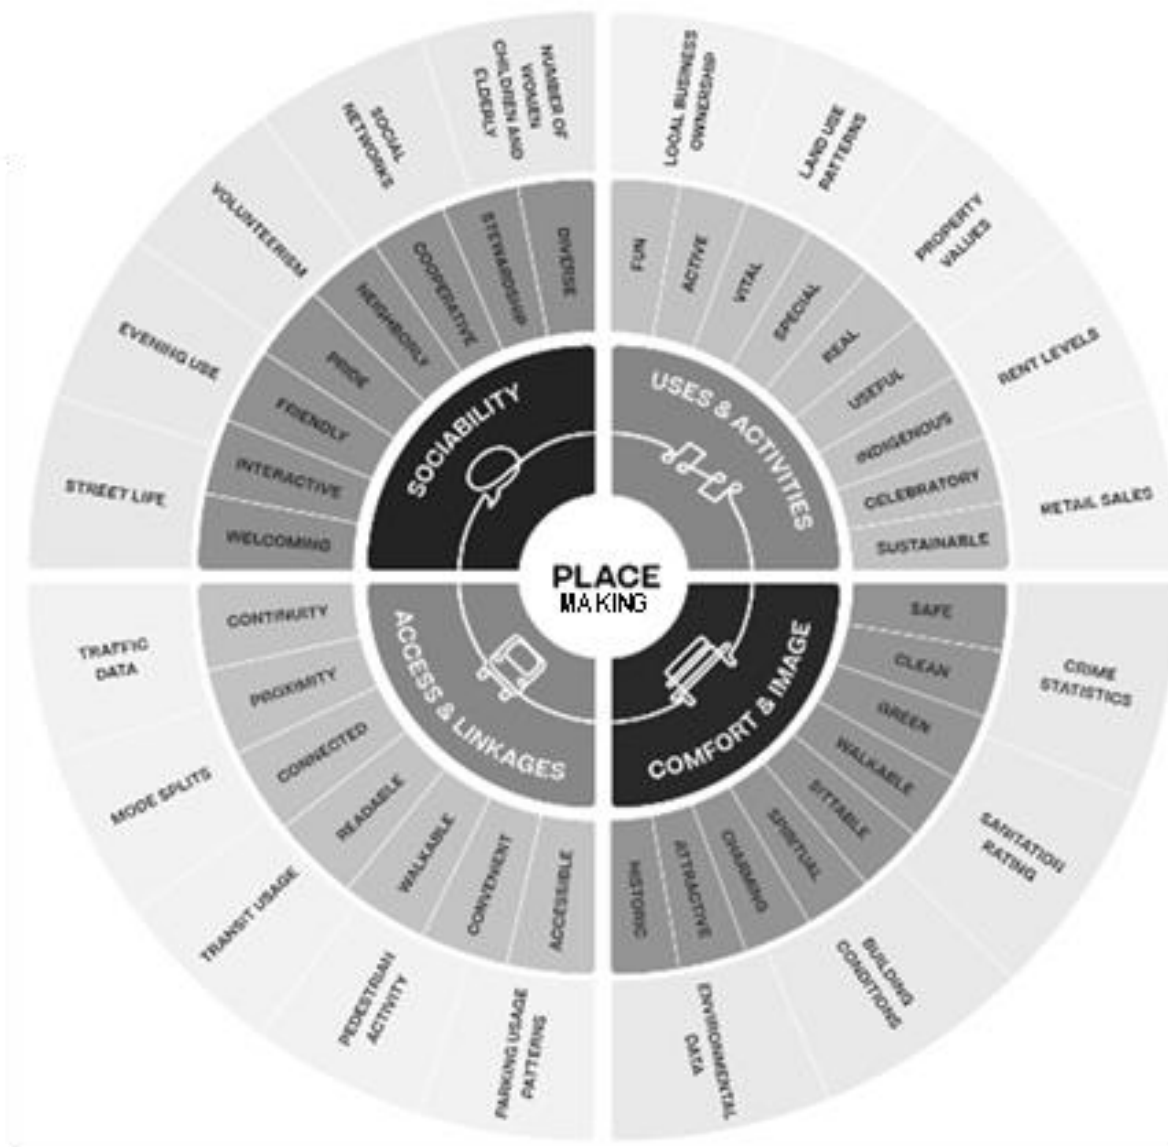 PLACE
MAKING
SOCIABILITY
USES & ACTIVITIES
COMFORT & IMAGE
ACCESS & LINKAGES
DIVERSE
STEWARDSHIP
COOPERATIVE
NEIGHBORLY
PRIDE
FRIENDLY
INTERACTIVE
WELCOMING
NUMBER OF
WOMEN
CHILDREN AND
ELDERLY
SOCIAL
NETWORKS
VOLUNTEERISM
EVENING USE
STREET LIFE
FUN
ACTIVE
VITAL
SPECIAL
REAL
USEFUL
INDIGENOUS
CELEBRATORY
SUSTAINABLE
LOCAL BUSINESS
OWNERSHIP
LAND USE
PATTERNS
PROPERTY
VALUES
RENT LEVELS
RETAIL SALES
SAFE
CLEAN
GREEN
WALKABLE
SITTABLE
SPIRITUAL
CHARMING
ATTRACTIVE
HISTORIC
CRIME
STATISTICS
SANITATION
RATING
BUILDING
CONDITIONS
ENVIRONMENTAL
DATA
CONTINUITY
PROXIMITY
CONNECTED
READABLE
WALKABLE
CONVENIENT
ACCESSIBLE
TRAFFIC
DATA
MODE SPLITS
TRANSIT USAGE
PEDESTRIAN
ACTIVITY
PARKING USAGE
PATTERNS